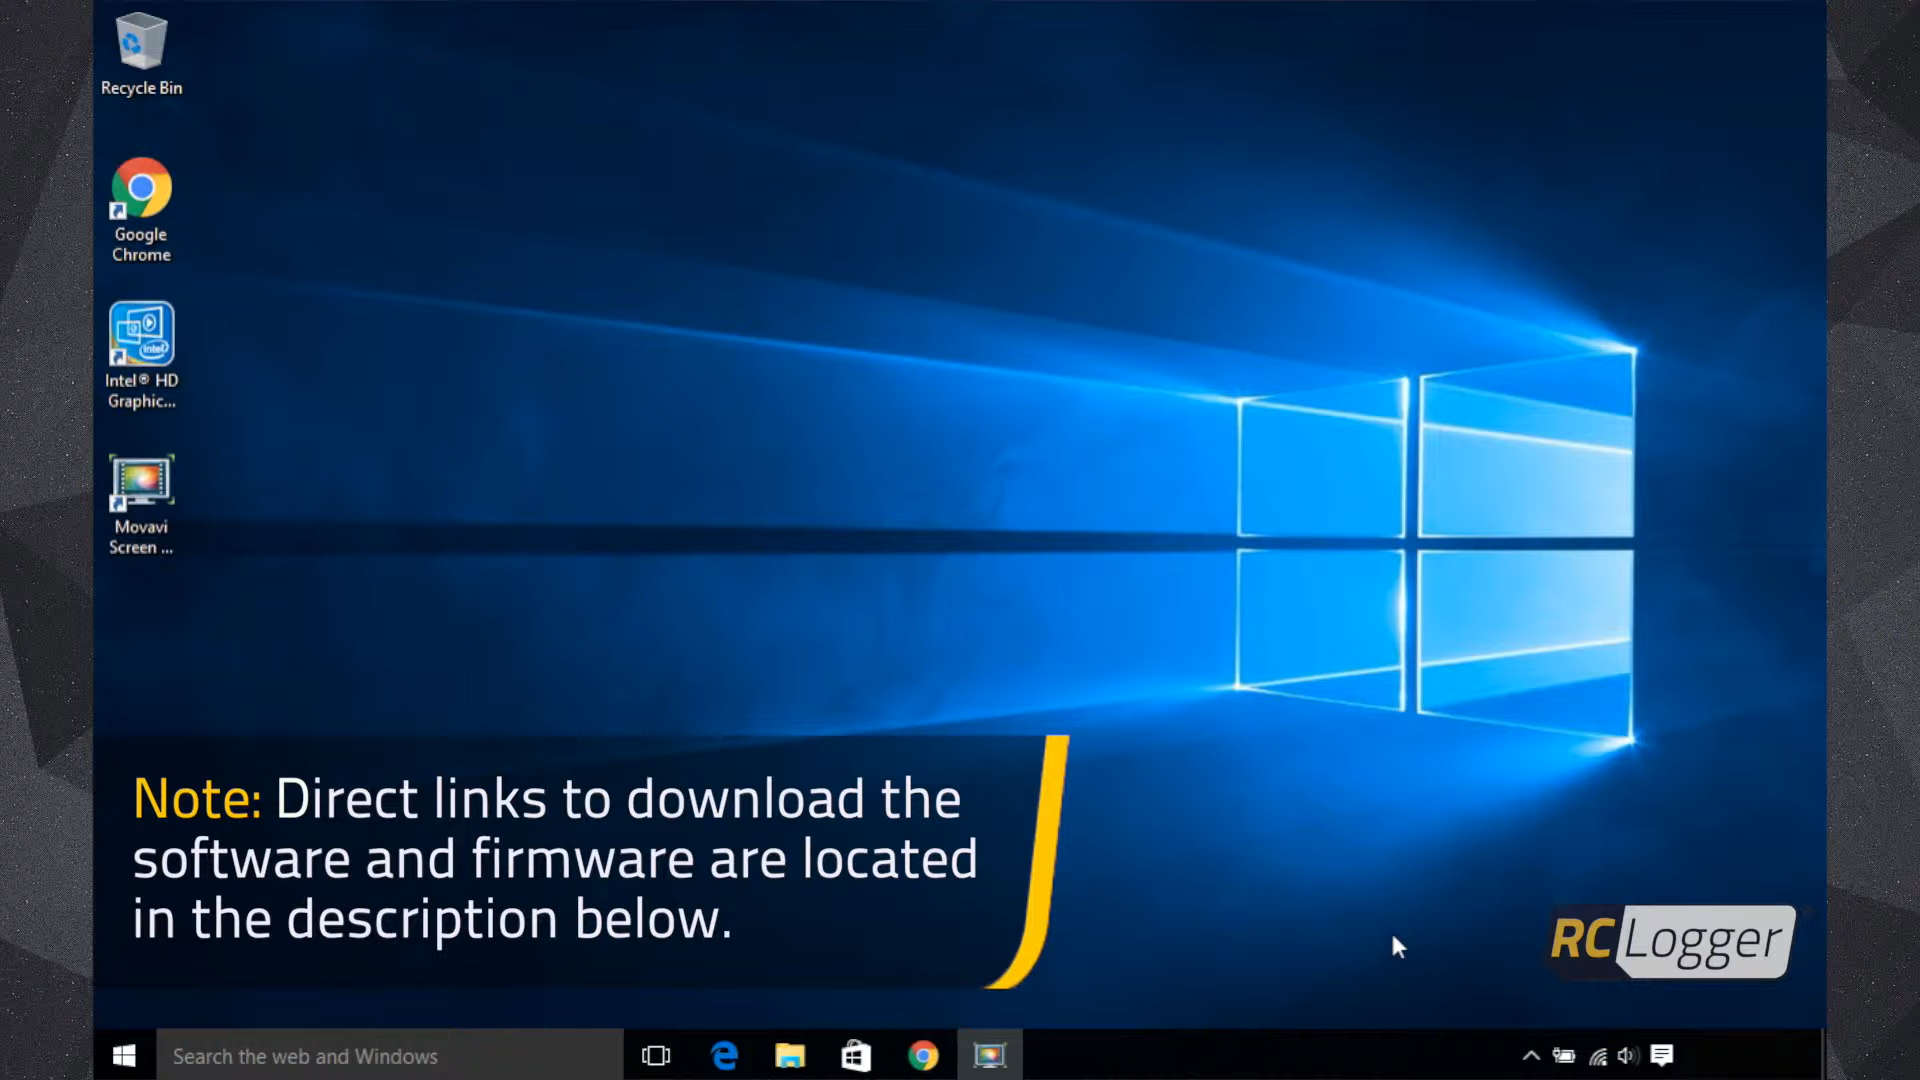 Recycle Bin
Google
Chrome
intel
Intel® HD
Graphic...
Movavi
Screen ...
Note: Direct links to download the
software and firmware are located
in the description below.
RC Logger
Search the web and Windows